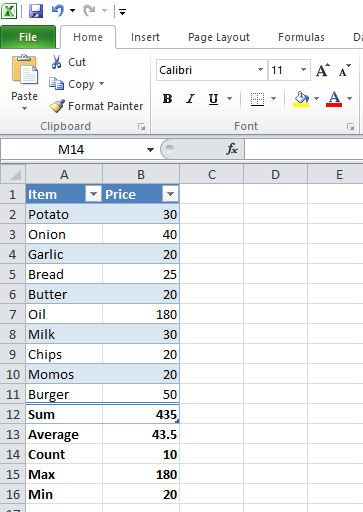 File Home Insert Page Layout Formulas Da
Paste
Cut
Copy
Format Painter
Calibri 11 A A
B I U A
Clipboard Font
M14 fx
A B C D E
1 Item Price
2 Potato 30
3 Onion 40
4 Garlic 20
5 Bread 25
6 Butter 20
7 Oil 180
8 Milk 30
9 Chips 20
10 Momos 20
11 Burger 50
12 Sum 435
13 Average 43.5
14 Count 10
15 Max 180
16 Min 20